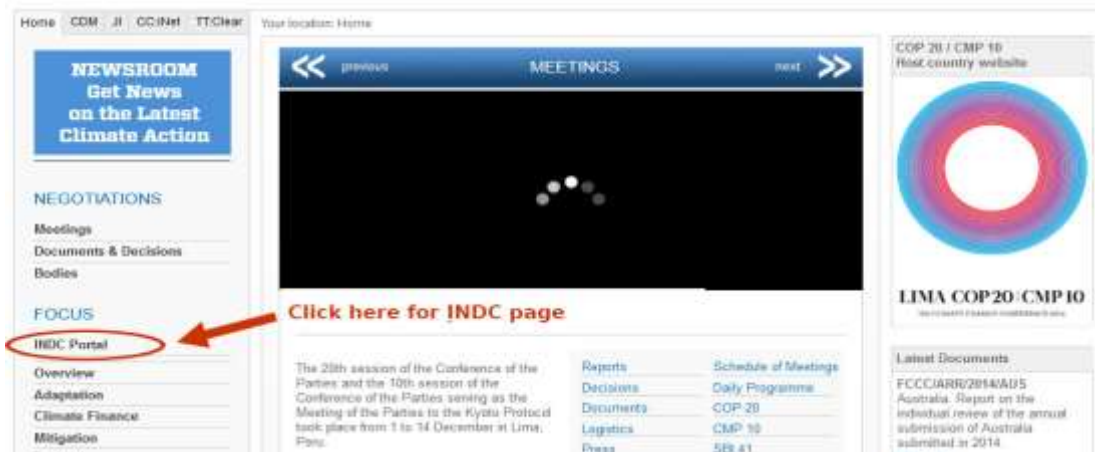 Home CDM JI CC:iNet TT:Clear
Your location: Home
NEWSROOM
Get News
on the Latest
Climate Action
NEGOTIATIONS
Meetings
Documents & Decisions
Bodies
FOCUS
INDC Portal
Overview
Adaptation
Climate Finance
Mitigation
previous MEETINGS next
Click here for INDC page
The 20th session of the Conference of the
Parties and the 10th session of the
Conference of the Parties serving as the
Meeting of the Parties to the Kyoto Protocol
took place from 1 to 14 December in Lima,
Peru.
Reports
Decisions
Documents
Logistics
Press
Schedule of Meetings
Daily Programme
COP 20
CMP 10
SBI 41
COP 20 / CMP 10
Host country website
LIMA COP20 CMP10
Latest Documents
FCCC/ARR/2014/AUS
Australia. Report on the
individual review of the annual
submission of Australia
submitted in 2014